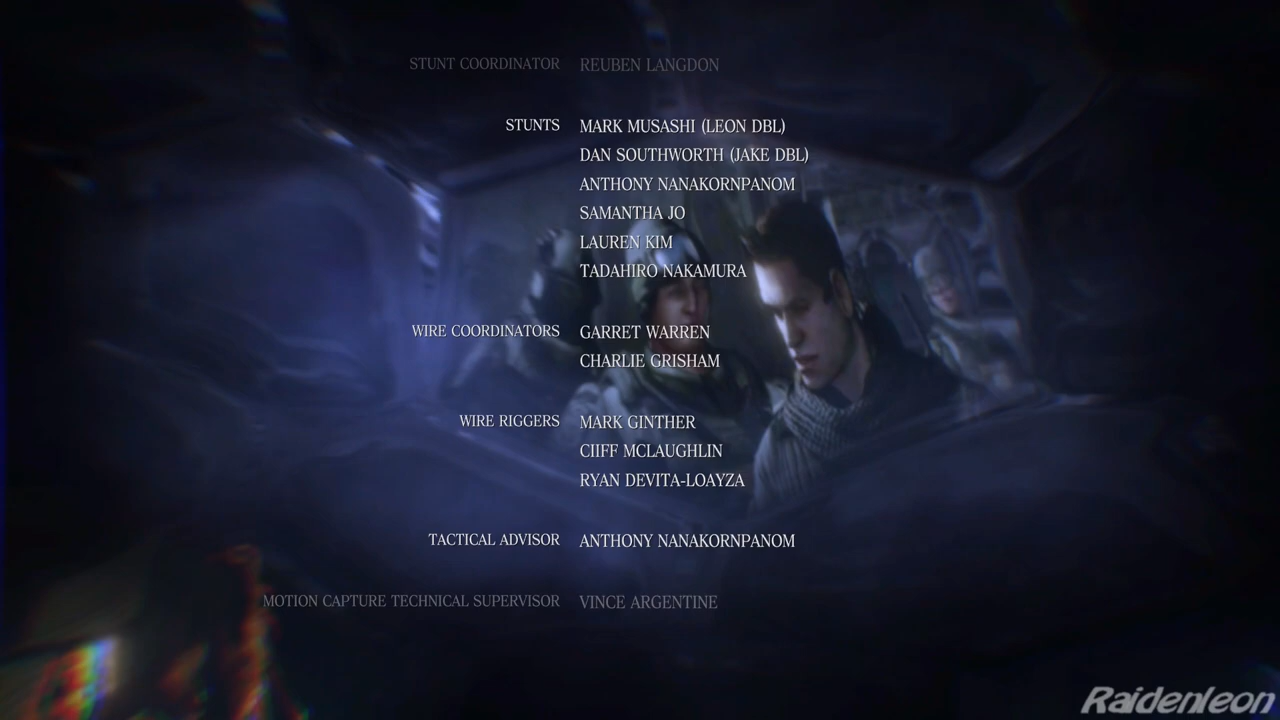 STUNT COORDINATOR REUBEN LANGDON
STUNTS MARK MUSASHI (LEON DBL)
DAN SOUTHWORTH (JAKE DBL)
ANTHONY NANAKORNPANOM
SAMANTHA JO
LAUREN KIM
TADAHIRO NAKAMURA
WIRE COORDINATORS GARRET WARREN
CHARLIE GRISHAM
WIRE RIGGERS MARK GINTHER
CIIFF MCLAUGHLIN
RYAN DEVITA-LOAYZA
TACTICAL ADVISOR ANTHONY NANAKORNPANOM
MOTION CAPTURE TECHNICAL SUPERVISOR VINCE ARGENTINE
Raidenleon